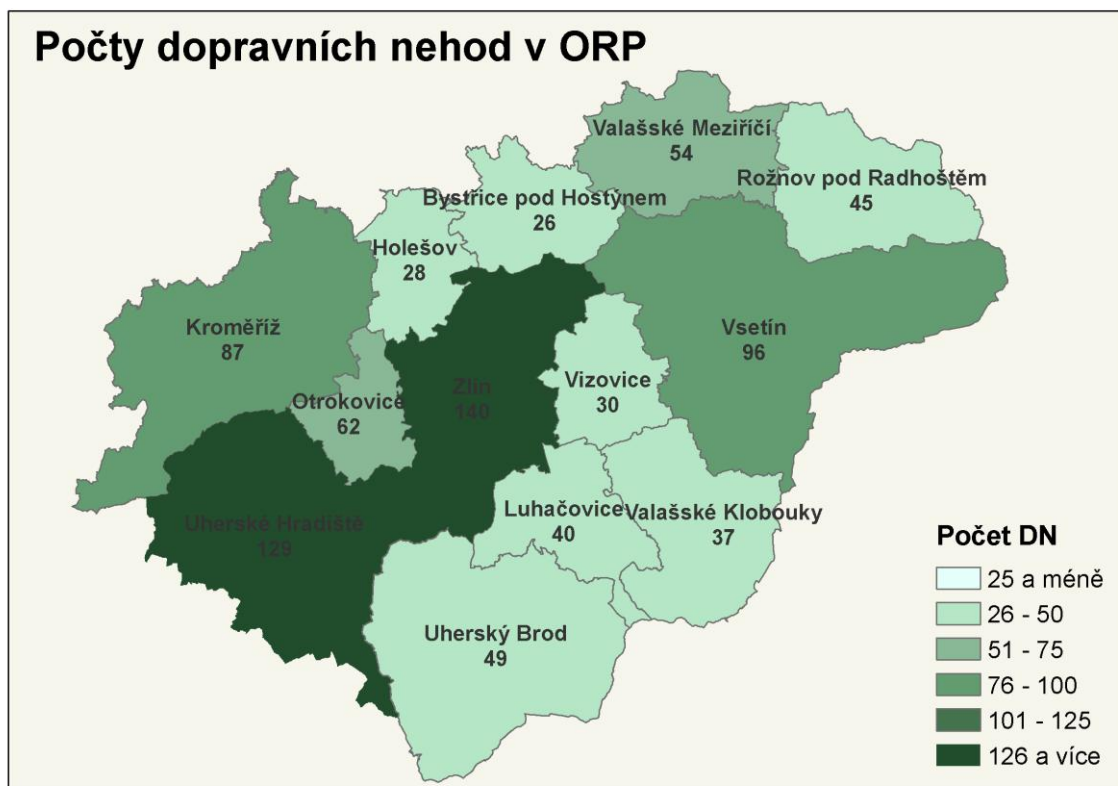 Počty dopravních nehod v ORP
Valašské Meziříčí
54
Rožnov pod Radhoštěm
45
Bystřice pod Hostýnem
26
Holešov
28
Kroměříž
87
Vsetín
96
Otrokovice
62
Zlín
140
Vizovice
30
Uherské Hradiště
129
Luhačovice
40
Valašské Klobouky
37
Uherský Brod
49
Počet DN
25 a méně
26 - 50
51 - 75
76 - 100
101 - 125
126 a více